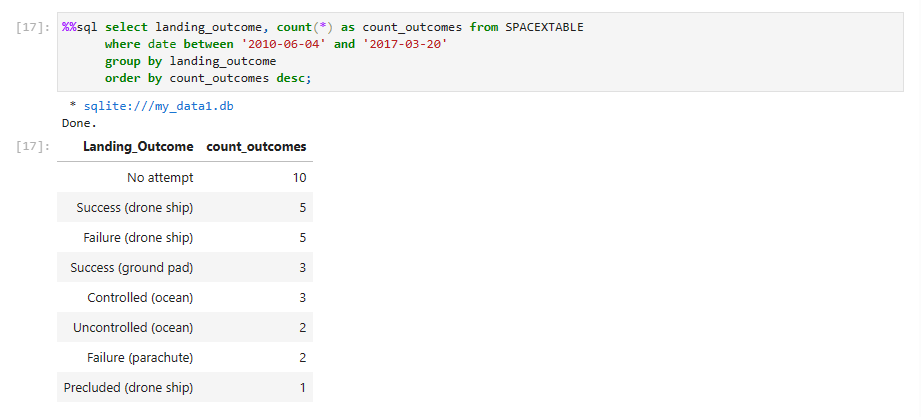 [17]: %%sql select landing_outcome, count(*) as count_outcomes from SPACEXTABLE
where date between '2010-06-04' and '2017-03-20'
group by landing_outcome
order by count_outcomes desc;
* sqlite:///my_data1.db
Done.
[17]: Landing_Outcome count_outcomes
No attempt 10
Success (drone ship) 5
Failure (drone ship) 5
Success (ground pad) 3
Controlled (ocean) 3
Uncontrolled (ocean) 2
Failure (parachute) 2
Precluded (drone ship) 1